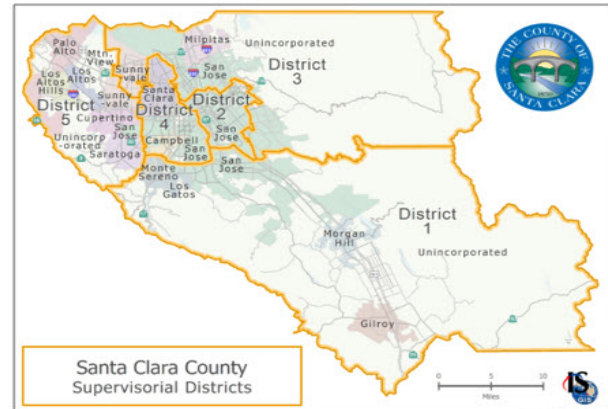 Palo
Alto
Mtn.
View
Los
Altos
Los
Altos
Hills
District
5
Sunny
-vale
Sunny
-vale
Cupertino
Unincorp
-orated
San
Jose
Saratoga
Milpitas
San
Jose
Unincorporated
District
3
Santa
Clara
District
4
Campbell
San
Jose
District
2
San
Jose
Monte
Sereno
Los
Gatos
San
Jose
District
1
Morgan
Hill
Unincorporated
Gilroy
THE COUNTY OF
SANTA CLARA
Santa Clara County
Supervisorial Districts
0 5 10
Miles
IS
GIS